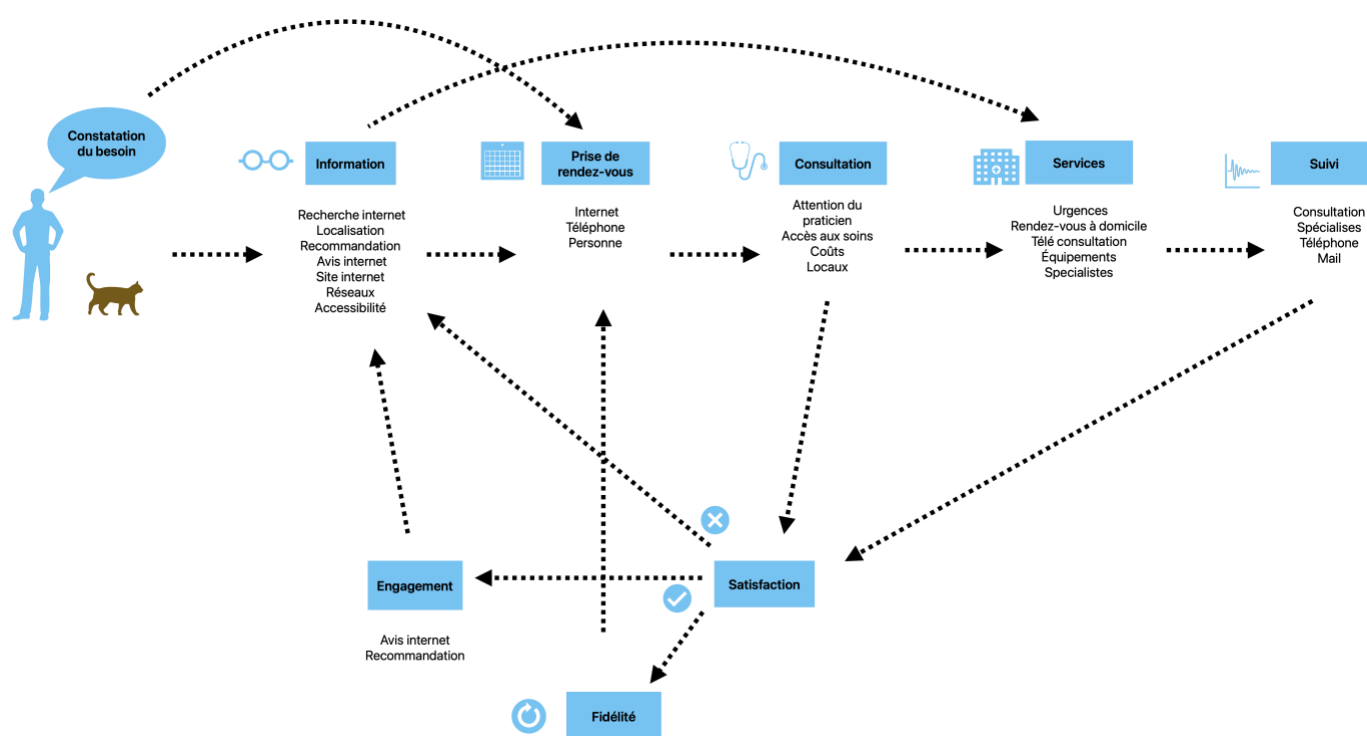 Constatation
du besoin
Information
Recherche internet
Localisation
Recommandation
Avis internet
Site internet
Réseaux
Accessibilité
Prise de
rendez-vous
Internet
Téléphone
Personne
Consultation
Attention du
praticien
Accès aux soins
Coûts
Locaux
Services
Urgences
Rendez-vous à domicile
Télé consultation
Équipements
Specialistes
Suivi
Consultation
Spécialises
Téléphone
Mail
Engagement
Avis internet
Recommandation
Satisfaction
Fidélité